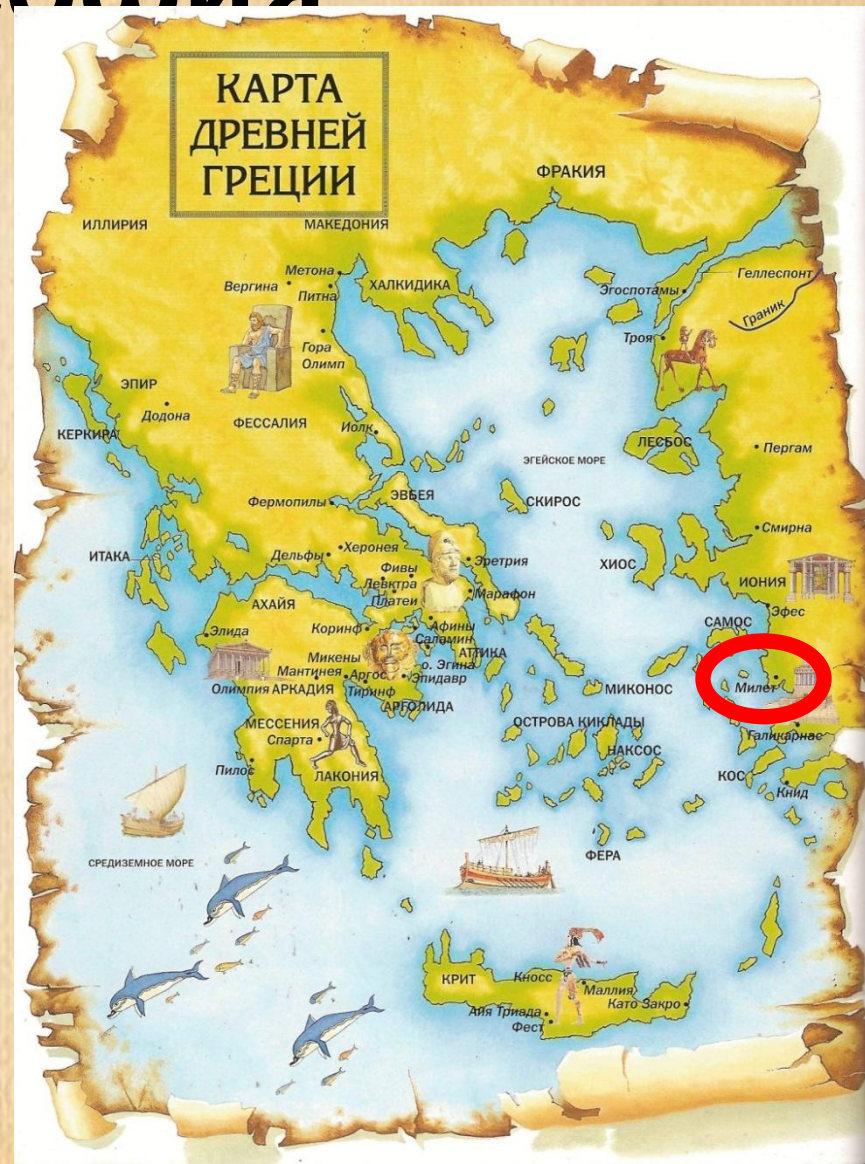 КАРТА
ДРЕВНЕЙ
ГРЕЦИИ
ФРАКИЯ
ИЛЛИРИЯ
МАКЕДОНИЯ
Метона
Вергина
Питна
ХАЛКИДИКА
Геллеспонт
Эгоспотамы
Граник
Троя
Гора
Олимп
ЭПИР
Додона
ФЕССАЛИЯ
Иолк
КЕРКИРА
ЛЕСБОС
Пергам
ЭГЕЙСКОЕ МОРЕ
Фермопилы
ЭВБЕЯ
СКИРОС
Смирна
ИТАКА
Дельфы
Херонея
Фивы
Левктра
Платеи
Эретрия
Марафон
ХИОС
ИОНИЯ
Эфес
АХАЙЯ
Элида
Коринф
Афины
Саламин
АТТИКА
САМОС
Микены
о. Эгина
Мантинея
Аргос
Эпидавр
Олимпия
АРКАДИЯ
Тиринф
АРГОЛИДА
МИКОНОС
Милет
МЕССЕНИЯ
Спарта
ОСТРОВА КИКЛАДЫ
НАКСОС
Галикарнас
Пилос
ЛАКОНИЯ
КОС
Книд
СРЕДИЗЕМНОЕ МОРЕ
ФЕРА
КРИТ
Кносс
Маллия
Като Закро
Айя Триада
Фест